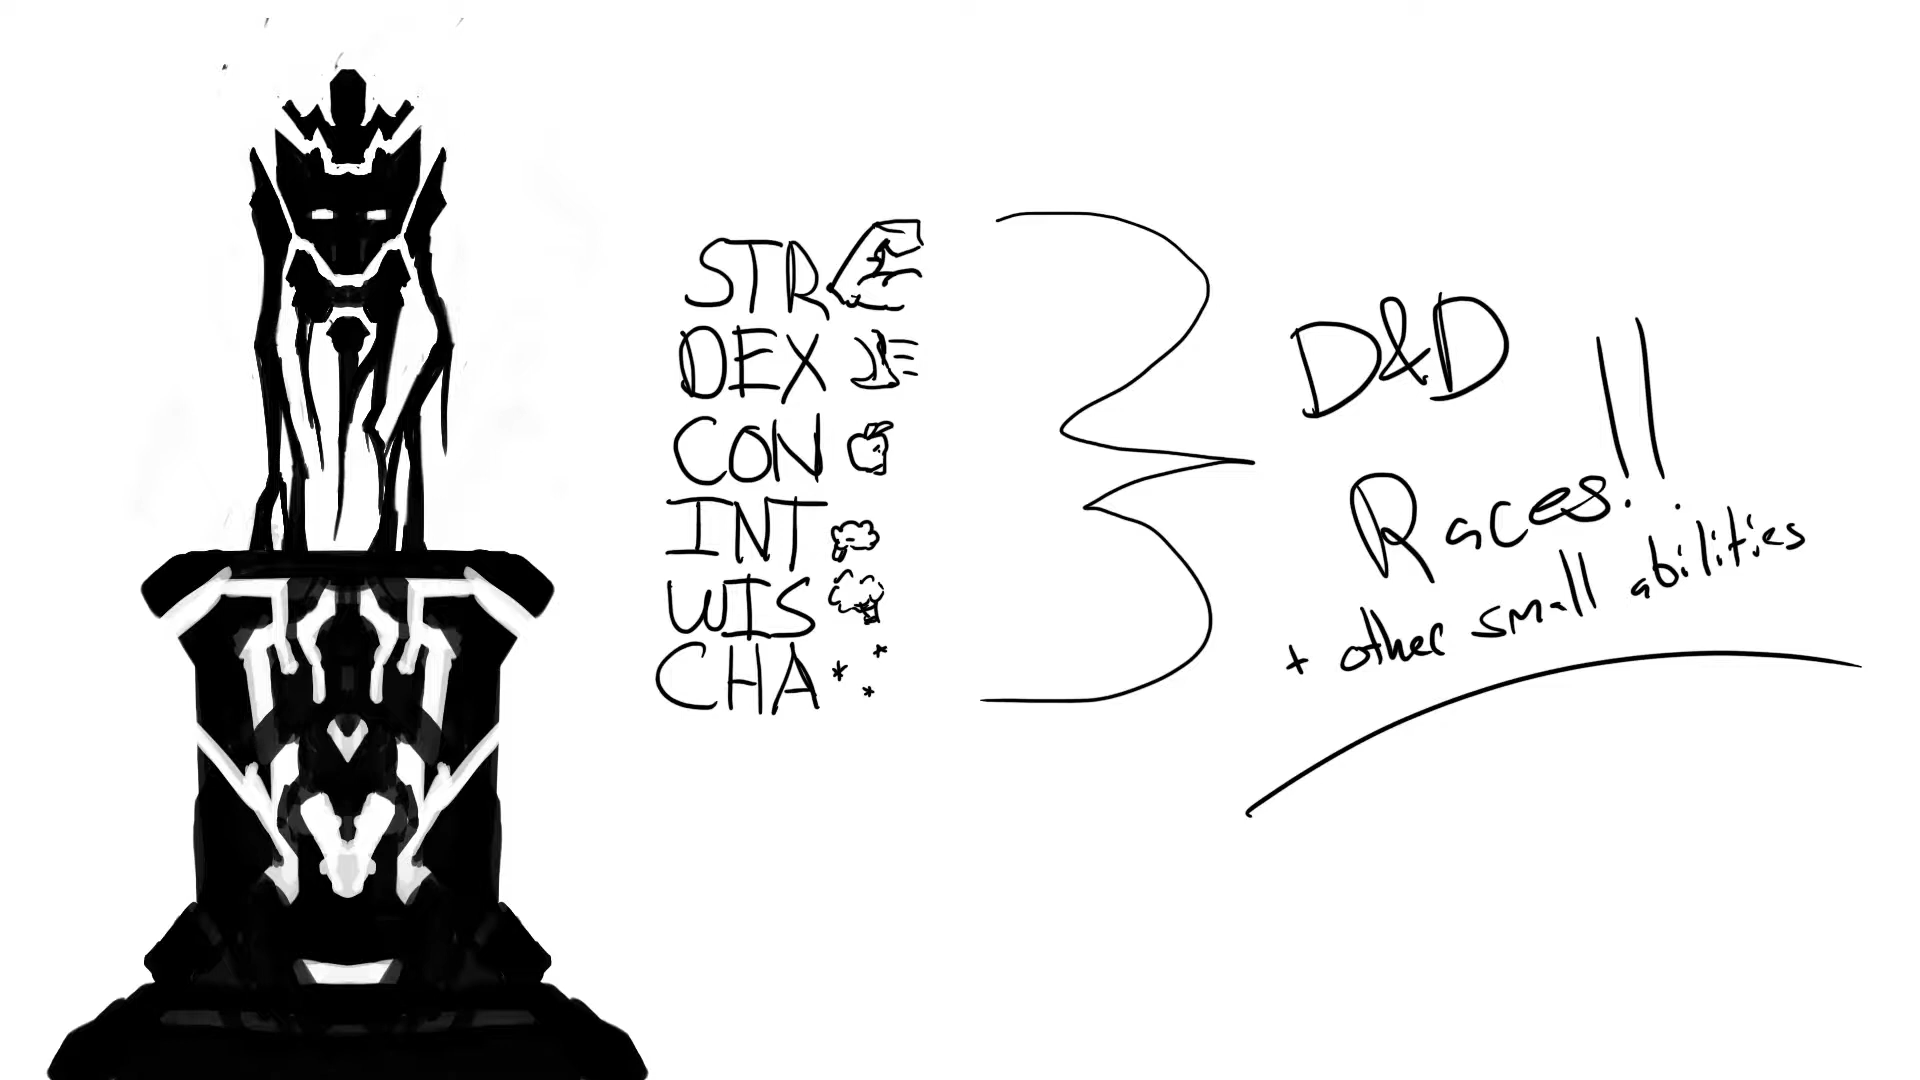 STR
DEX
CON
INT
WIS
CHA
D&D
Races!!
+ other small abilities